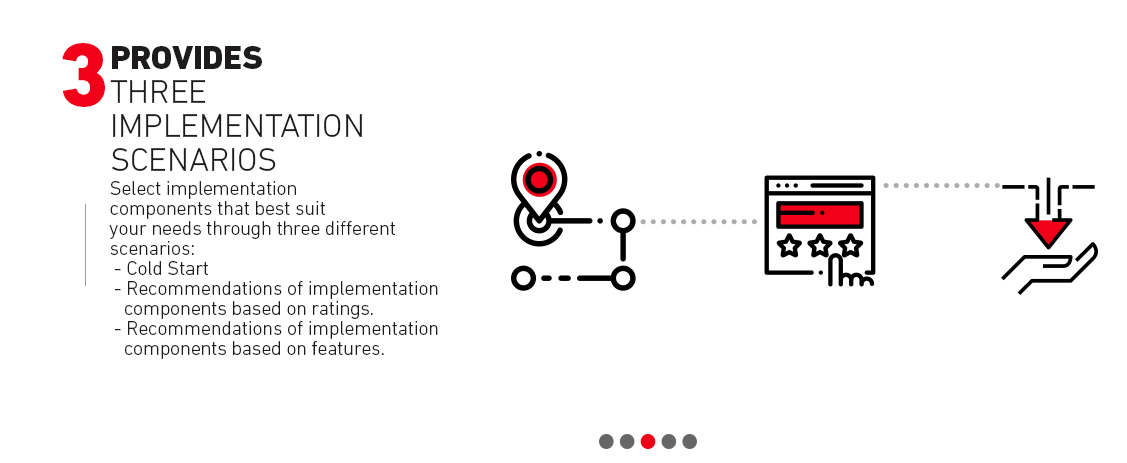 3 PROVIDES
THREE
IMPLEMENTATION
SCENARIOS
Select implementation
components that best suit
your needs through three different
scenarios:
- Cold Start
- Recommendations of implementation
components based on ratings.
- Recommendations of implementation
components based on features.